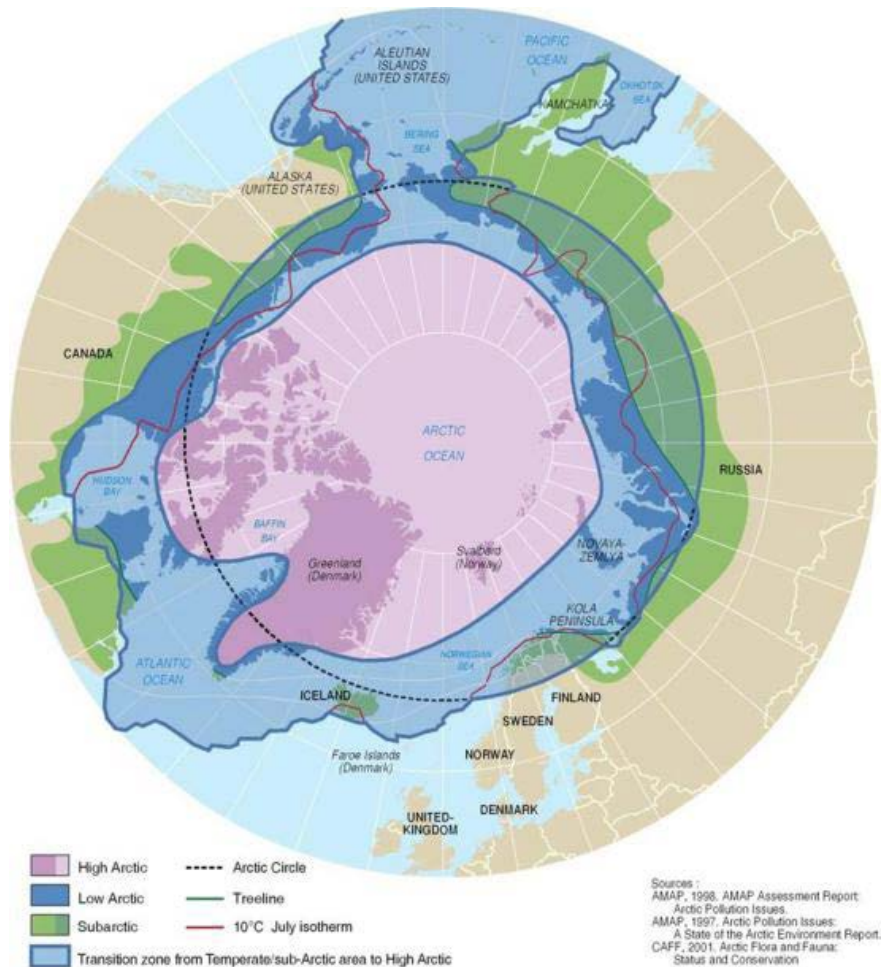 ALEUTIAN
ISLANDS
(UNITED STATES)
PACIFIC
OCEAN
OKHOTSK
SEA
KAMCHATKA
BERING
SEA
ALASKA
(UNITED STATES)
CANADA
ARCTIC
OCEAN
RUSSIA
HUDSON
BAY
BAFFIN
BAY
Greenland
(Denmark)
Svalbard
(Norway)
NOVAYA-
ZEMLYA
KOLA
PENINSULA
NORWEGIAN
SEA
ATLANTIC
OCEAN
ICELAND
FINLAND
SWEDEN
NORWAY
Faroe Islands
(Denmark)
DENMARK
UNITED-
KINGDOM
High Arctic
Low Arctic
Subarctic
Transition zone from Temperate/sub-Arctic area to High Arctic
Arctic Circle
Treeline
10°C July isotherm
Sources :
AMAP, 1998. AMAP Assessment Report:
Arctic Pollution Issues.
AMAP, 1997. Arctic Pollution Issues:
A State of the Arctic Environment Report.
CAFF, 2001. Arctic Flora and Fauna:
Status and Conservation